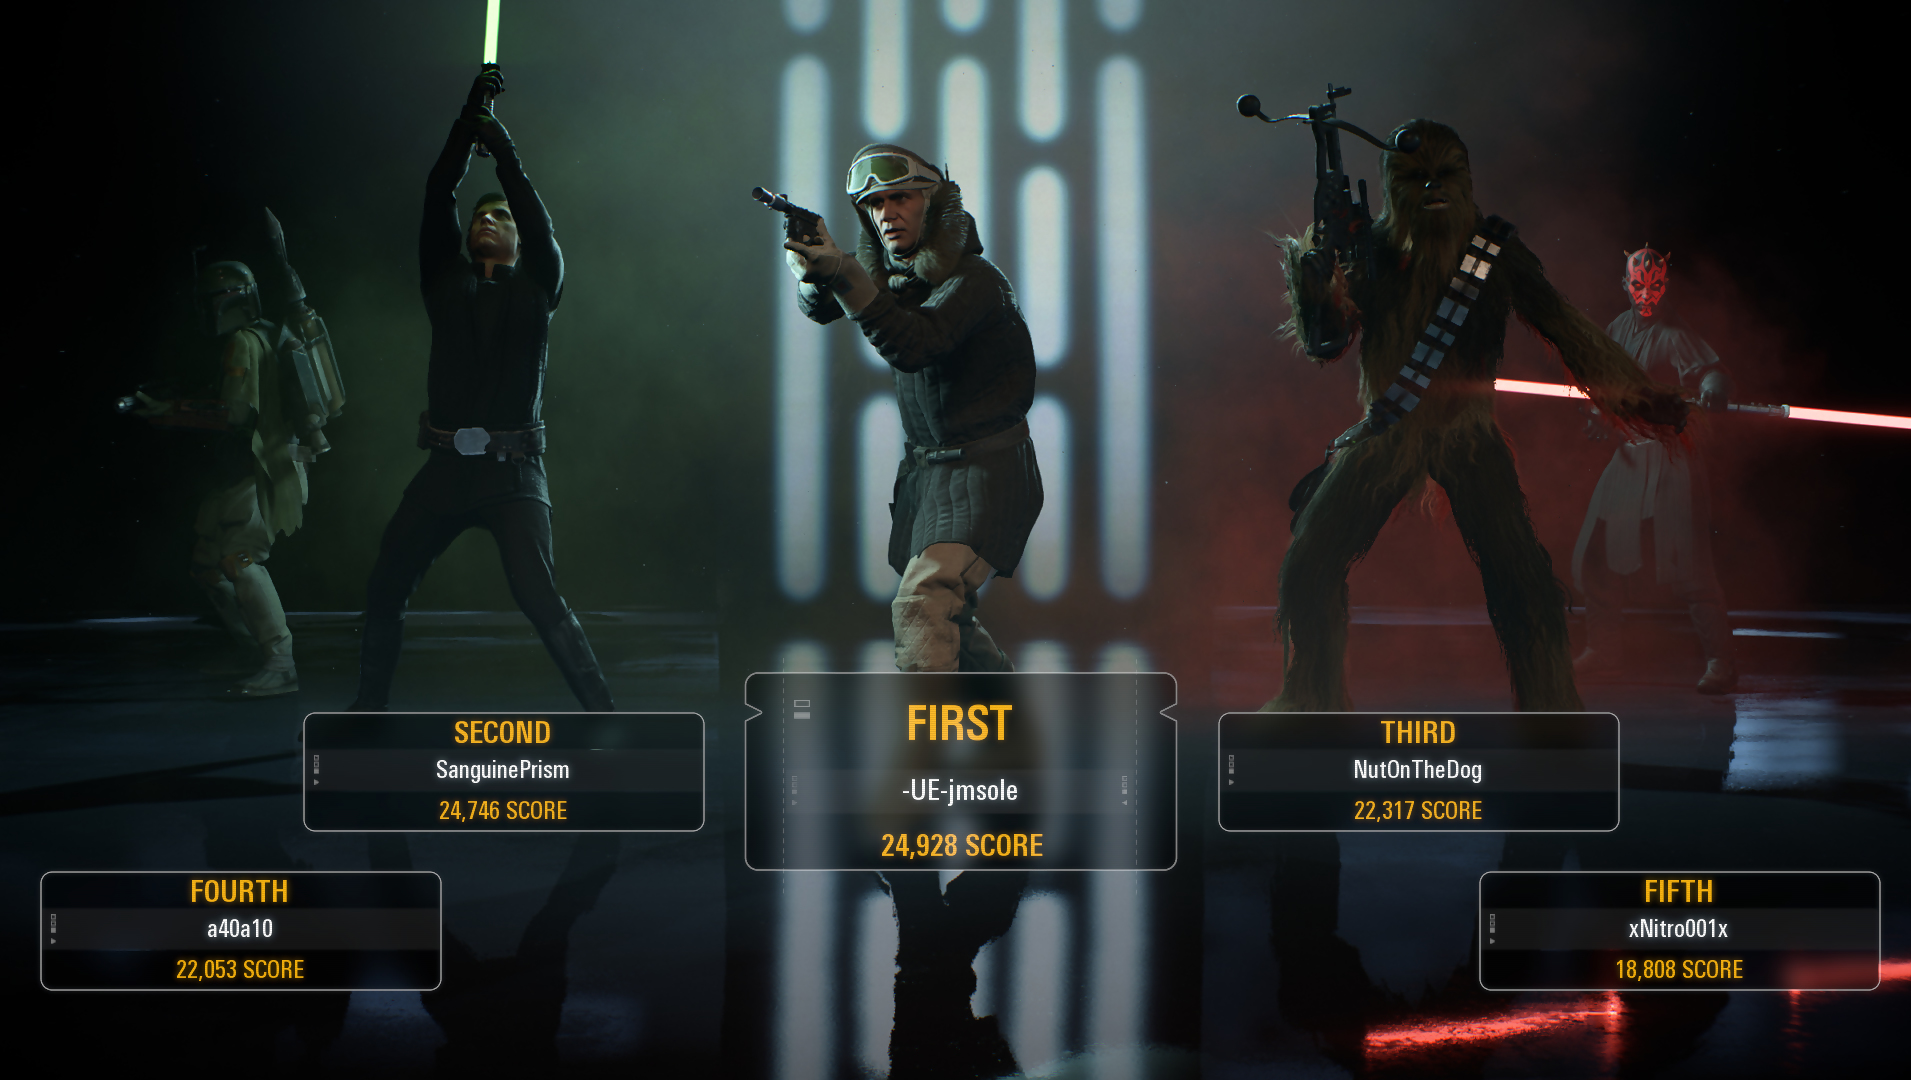 FIRST
-UE-jmsole
24,928 SCORE
SECOND
SanguinePrism
24,746 SCORE
THIRD
NutOnTheDog
22,317 SCORE
FOURTH
a40a10
22,053 SCORE
FIFTH
xNitro001x
18,808 SCORE